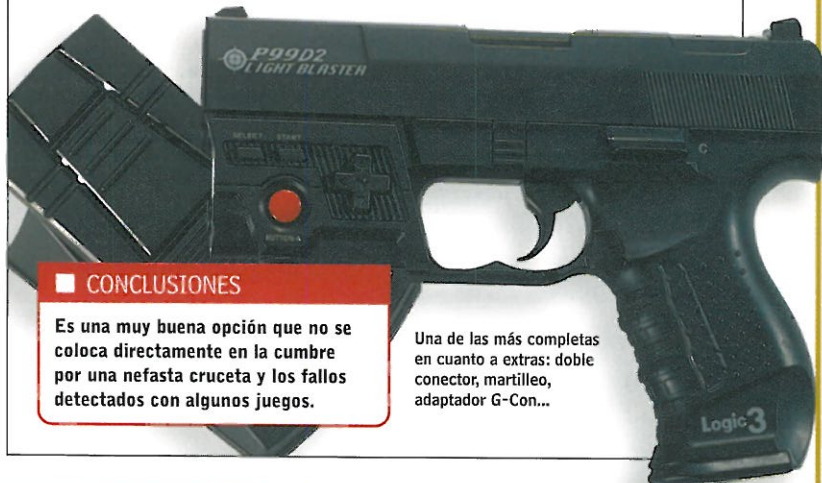 P99D2
LIGHT BLASTER
SELECT START
C
CONCLUSIONES
Es una muy buena opción que no se
coloca directamente en la cumbre
por una nefasta cruceta y los fallos
detectados con algunos juegos.
Una de las más completas
en cuanto a extras: doble
conector, martilleo,
adaptador G-Con...
Logic3